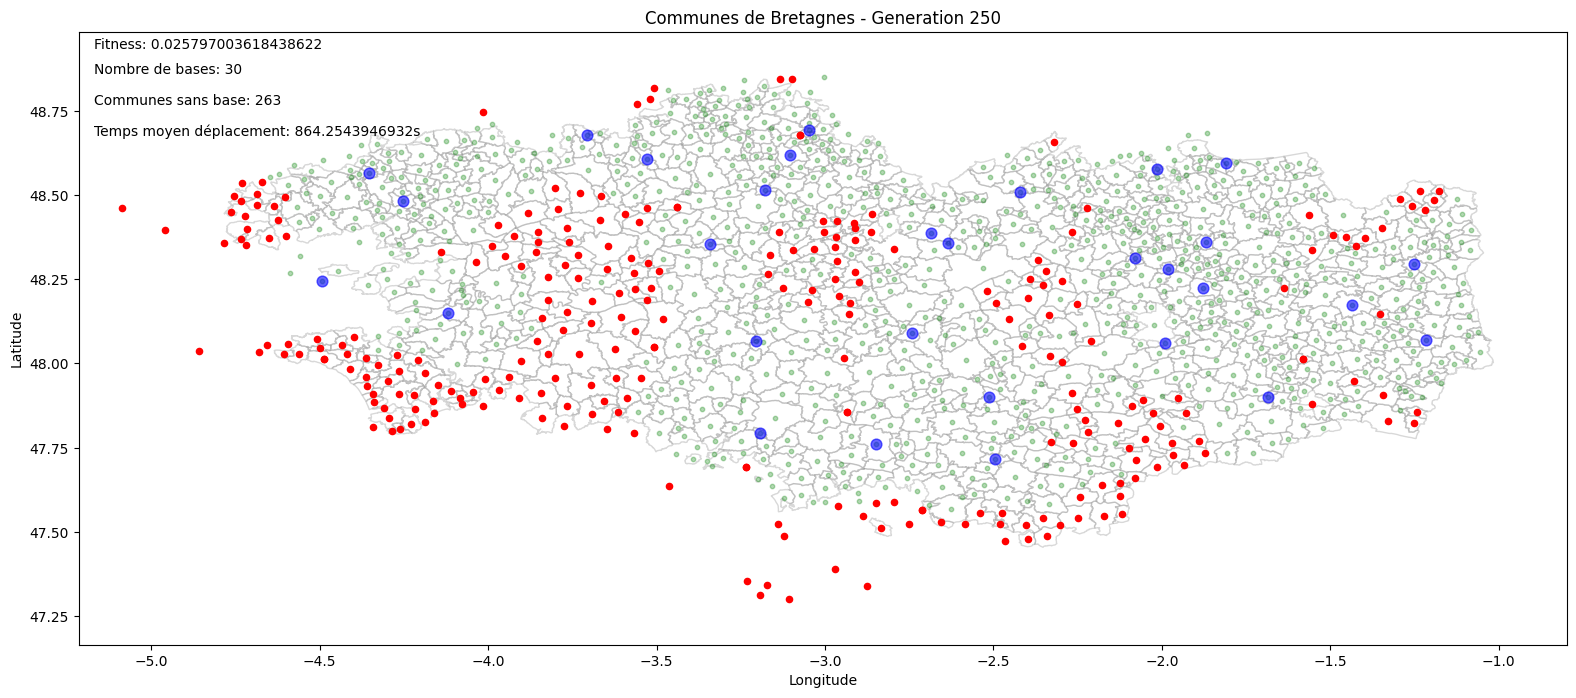 Communes de Bretagnes - Generation 250
Fitness: 0.025797003618438622
Nombre de bases: 30
Communes sans base: 263
Temps moyen déplacement: 864.2543946932s
Latitude
48.75
48.50
48.25
48.00
47.75
47.50
47.25
−5.0 −4.5 −4.0 −3.5 −3.0 −2.5 −2.0 −1.5 −1.0
Longitude